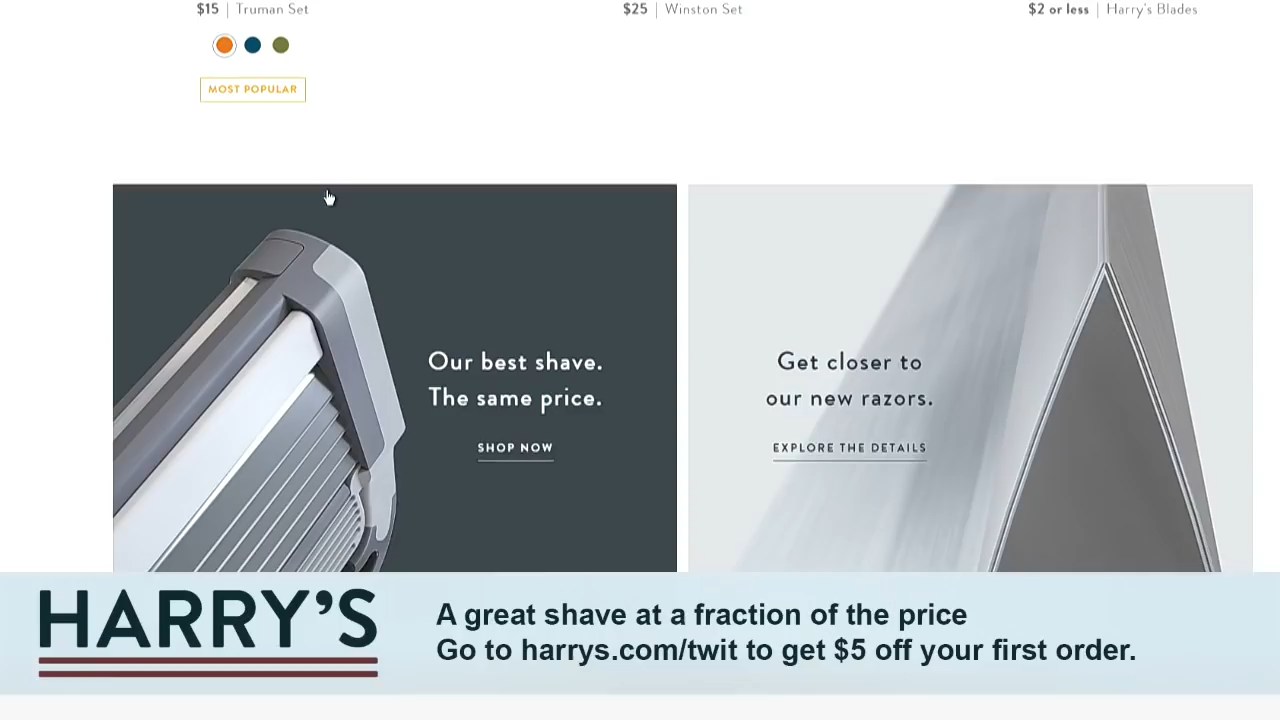 $15 | Truman Set
$25 | Winston Set
$2 or less | Harry's Blades
MOST POPULAR
Our best shave.
The same price.
SHOP NOW
Get closer to
our new razors.
EXPLORE THE DETAILS
HARRY'S
A great shave at a fraction of the price
Go to harrys.com/twit to get $5 off your first order.